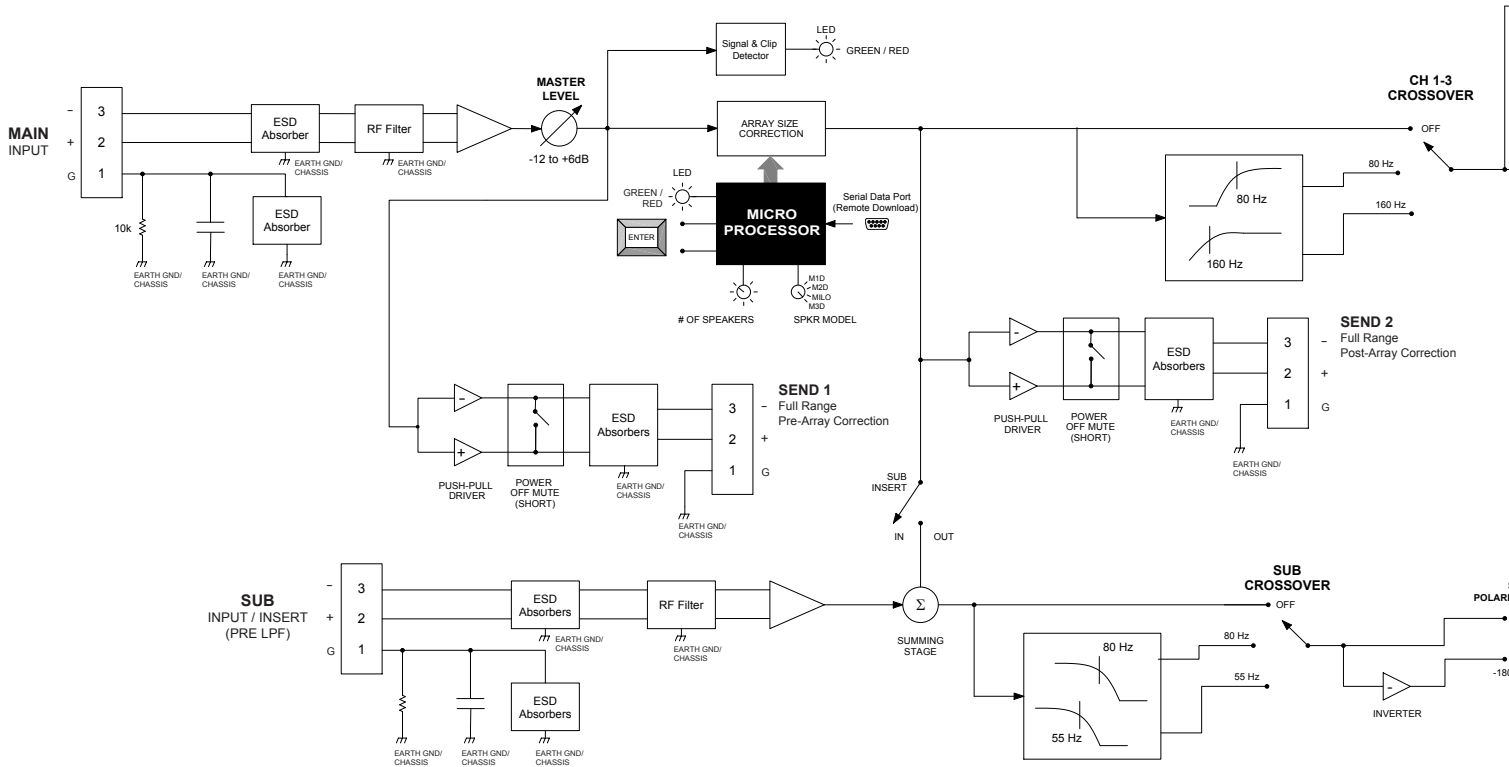 LED
Signal & Clip
Detector
GREEN / RED
MASTER
LEVEL
-12 to +6dB
CH 1-3
CROSSOVER
MAIN
INPUT
−
3
+
2
G
1
ESD
Absorber
EARTH GND/
CHASSIS
RF Filter
EARTH GND/
CHASSIS
ARRAY SIZE
CORRECTION
OFF
80 Hz
160 Hz
80 Hz
160 Hz
10k
ESD
Absorber
EARTH GND/
CHASSIS
EARTH GND/
CHASSIS
EARTH GND/
CHASSIS
LED
GREEN /
RED
ENTER
MICRO
PROCESSOR
Serial Data Port
(Remote Download)
# OF SPEAKERS
M1D
M2D
MILO
M3D
SPKR MODEL
-
+
PUSH-PULL
DRIVER
POWER
OFF MUTE
(SHORT)
ESD
Absorbers
EARTH GND/
CHASSIS
3
−
2
+
1
G
EARTH GND/
CHASSIS
SEND 2
Full Range
Post-Array Correction
-
+
PUSH-PULL
DRIVER
POWER
OFF MUTE
(SHORT)
ESD
Absorbers
EARTH GND/
CHASSIS
3
−
2
+
1
G
EARTH GND/
CHASSIS
SEND 1
Full Range
Pre-Array Correction
SUB
INSERT
IN
OUT
SUB
INPUT / INSERT
(PRE LPF)
−
3
+
2
G
1
ESD
Absorbers
EARTH GND/
CHASSIS
RF Filter
EARTH GND/
CHASSIS
Σ
SUMMING
STAGE
SUB
CROSSOVER
OFF
80 Hz
55 Hz
80 Hz
55 Hz
-
INVERTER
ESD
Absorbers
EARTH GND/
CHASSIS
EARTH GND/
CHASSIS
EARTH GND/
CHASSIS